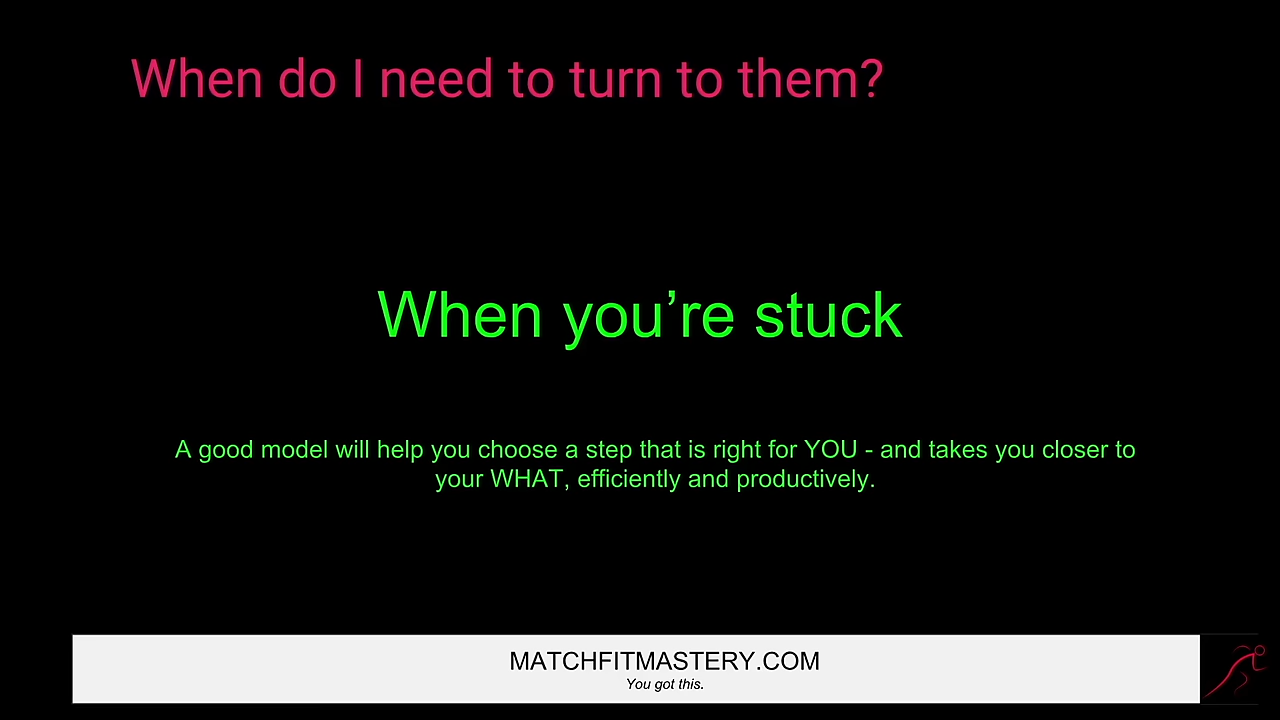 When do I need to turn to them?
When you’re stuck
A good model will help you choose a step that is right for YOU - and takes you closer to
your WHAT, efficiently and productively.
MATCHFITMASTERY.COM
You got this.